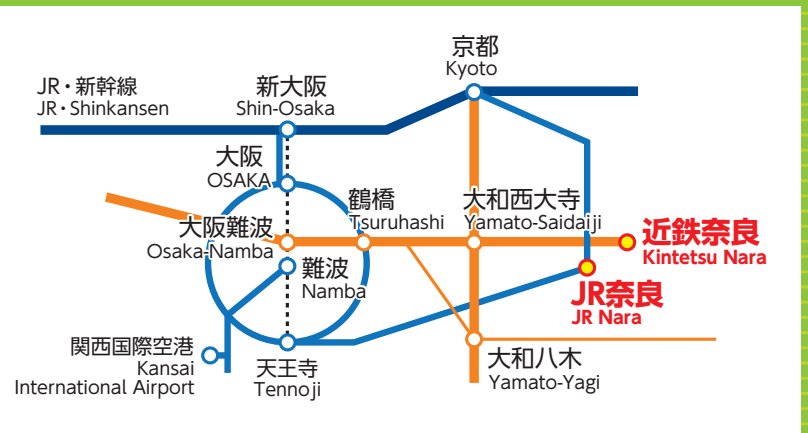 京都
Kyoto
JR・新幹線
JR・Shinkansen
新大阪
Shin-Osaka
大阪
OSAKA
鶴橋
Tsuruhashi
大和西大寺
Yamato-Saidaiji
大阪難波
Osaka-Namba
近鉄奈良
Kintetsu Nara
難波
Namba
JR奈良
JR Nara
関西国際空港
Kansai
International Airport
天王寺
Tennoji
大和八木
Yamato-Yagi